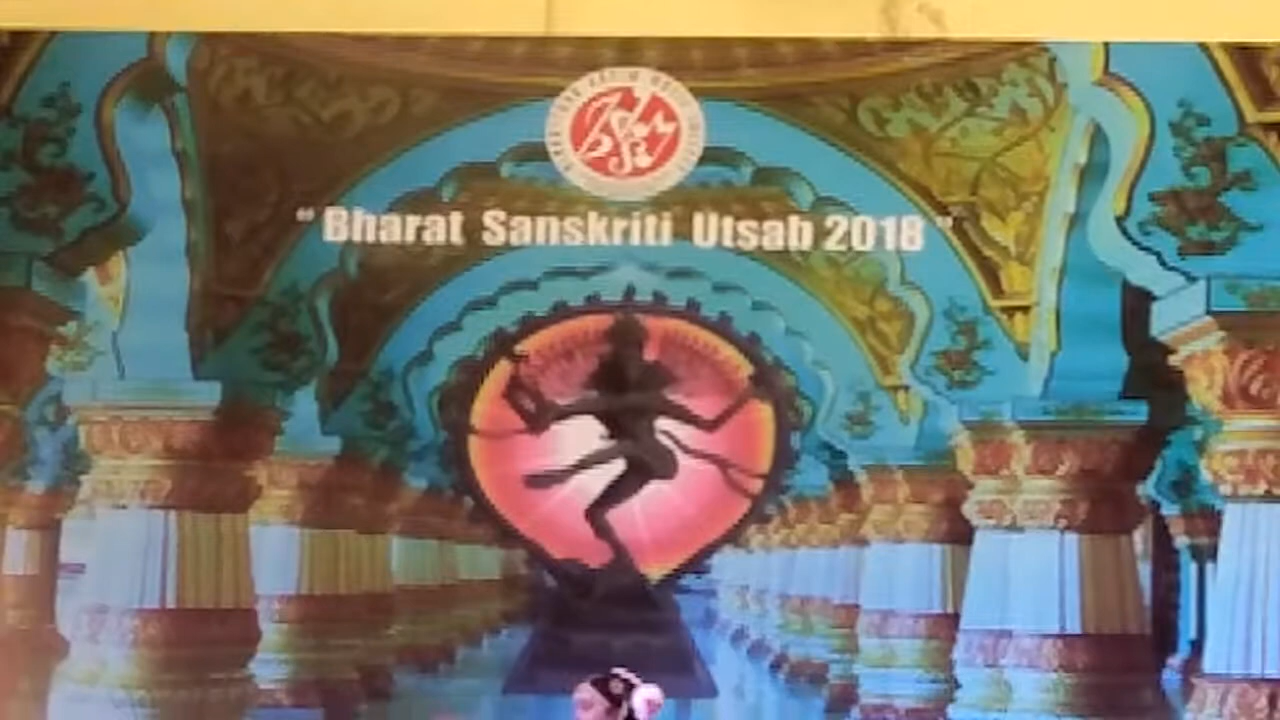 “ Bharat Sanskriti Utsab 2018 ”